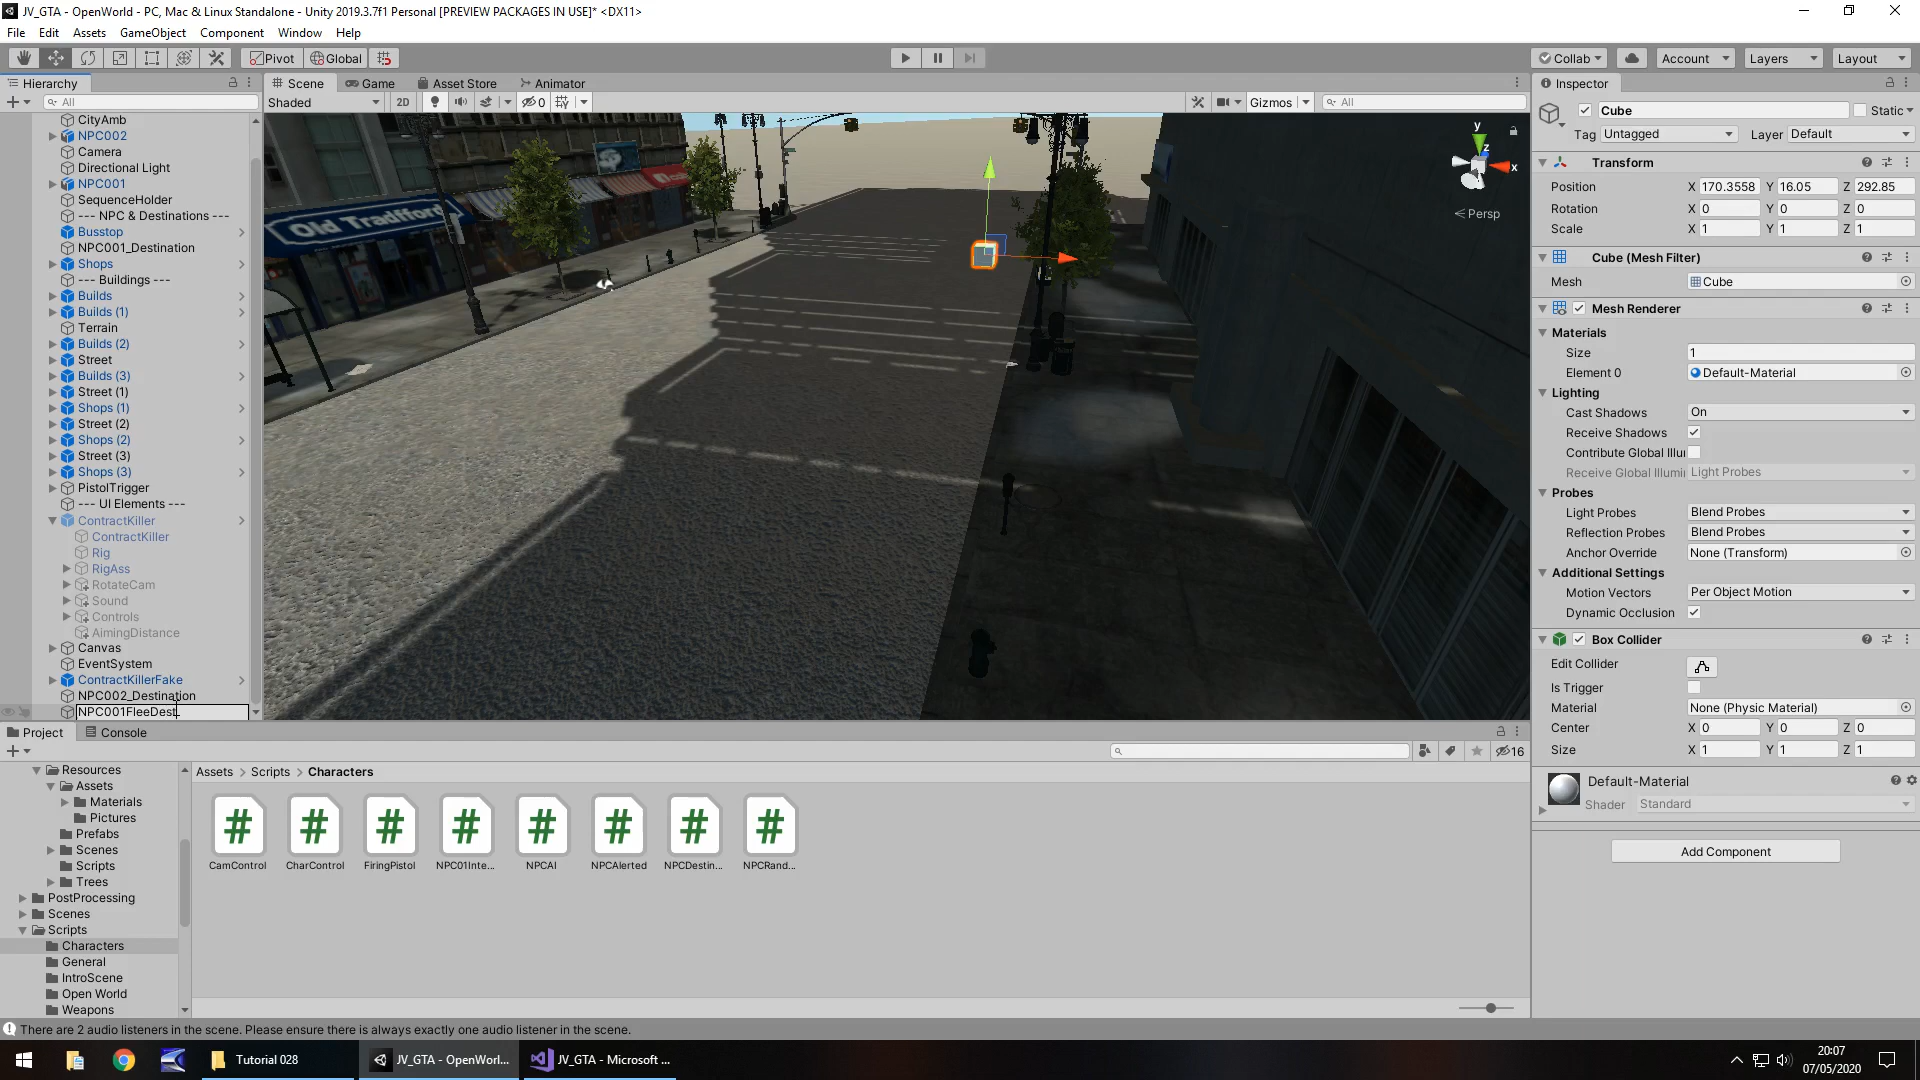 JV_GTA - OpenWorld - PC, Mac & Linux Standalone - Unity 2019.3.7f1 Personal [PREVIEW PACKAGES IN USE]* <DX11>
File Edit Assets GameObject Component Window Help
Pivot Global Collab Account Layers Layout
Hierarchy Scene Game Asset Store Animator Inspector
All Shaded 2D 0 Gizmos All
CityAmb
NPC002
Camera
Directional Light
NPC001
SequenceHolder
--- NPC & Destinations ---
Busstop
NPC001_Destination
Shops
--- Buildings ---
Builds
Builds (1)
Terrain
Builds (2)
Street
Builds (3)
Street (1)
Shops (1)
Street (2)
Shops (2)
Street (3)
Shops (3)
PistolTrigger
--- UI Elements ---
ContractKiller
ContractKiller
Rig
RigAss
RotateCam
Sound
Controls
AimingDistance
Canvas
EventSystem
ContractKillerFake
NPC002_Destination
NPC001FleeDest
Old Tradfford
y
z
x
Persp
Cube Static
Tag Untagged Layer Default
Transform
Position X 170.3558 Y 16.05 Z 292.85
Rotation X 0 Y 0 Z 0
Scale X 1 Y 1 Z 1
Cube (Mesh Filter)
Mesh Cube
Mesh Renderer
Materials
Size 1
Element 0 Default-Material
Lighting
Cast Shadows On
Receive Shadows
Contribute Global Illu
Receive Global Illumi Light Probes
Probes
Light Probes Blend Probes
Reflection Probes Blend Probes
Anchor Override None (Transform)
Additional Settings
Motion Vectors Per Object Motion
Dynamic Occlusion
Box Collider
Edit Collider
Is Trigger
Material None (Physic Material)
Center X 0 Y 0 Z 0
Size X 1 Y 1 Z 1
Default-Material
Shader Standard
Add Component
Project Console
16
Resources
Assets
Materials
Pictures
Prefabs
Scenes
Scripts
Trees
PostProcessing
Scenes
Scripts
Characters
General
IntroScene
Open World
Weapons
Assets > Scripts > Characters
# # # # # # # #
CamControl CharControl FiringPistol NPC01Inte... NPCAI NPCAlerted NPCDestin... NPCRand...
There are 2 audio listeners in the scene. Please ensure there is always exactly one audio listener in the scene.
Tutorial 028 JV_GTA - OpenWorl... JV_GTA - Microsoft ...
20:07
07/05/2020